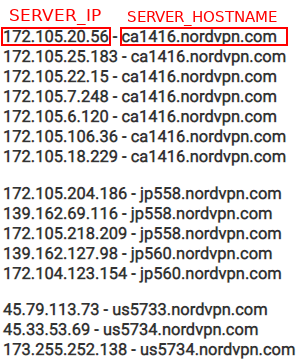 SERVER_IP SERVER_HOSTNAME
172.105.20.56 - ca1416.nordvpn.com
172.105.25.183 - ca1416.nordvpn.com
172.105.22.15 - ca1416.nordvpn.com
172.105.7.248 - ca1416.nordvpn.com
172.105.6.120 - ca1416.nordvpn.com
172.105.106.36 - ca1416.nordvpn.com
172.105.18.229 - ca1416.nordvpn.com
172.105.204.186 - jp558.nordvpn.com
139.162.69.116 - jp558.nordvpn.com
172.105.218.209 - jp558.nordvpn.com
139.162.127.98 - jp560.nordvpn.com
172.104.123.154 - jp560.nordvpn.com
45.79.113.73 - us5733.nordvpn.com
45.33.53.69 - us5734.nordvpn.com
173.255.252.138 - us5734.nordvpn.com